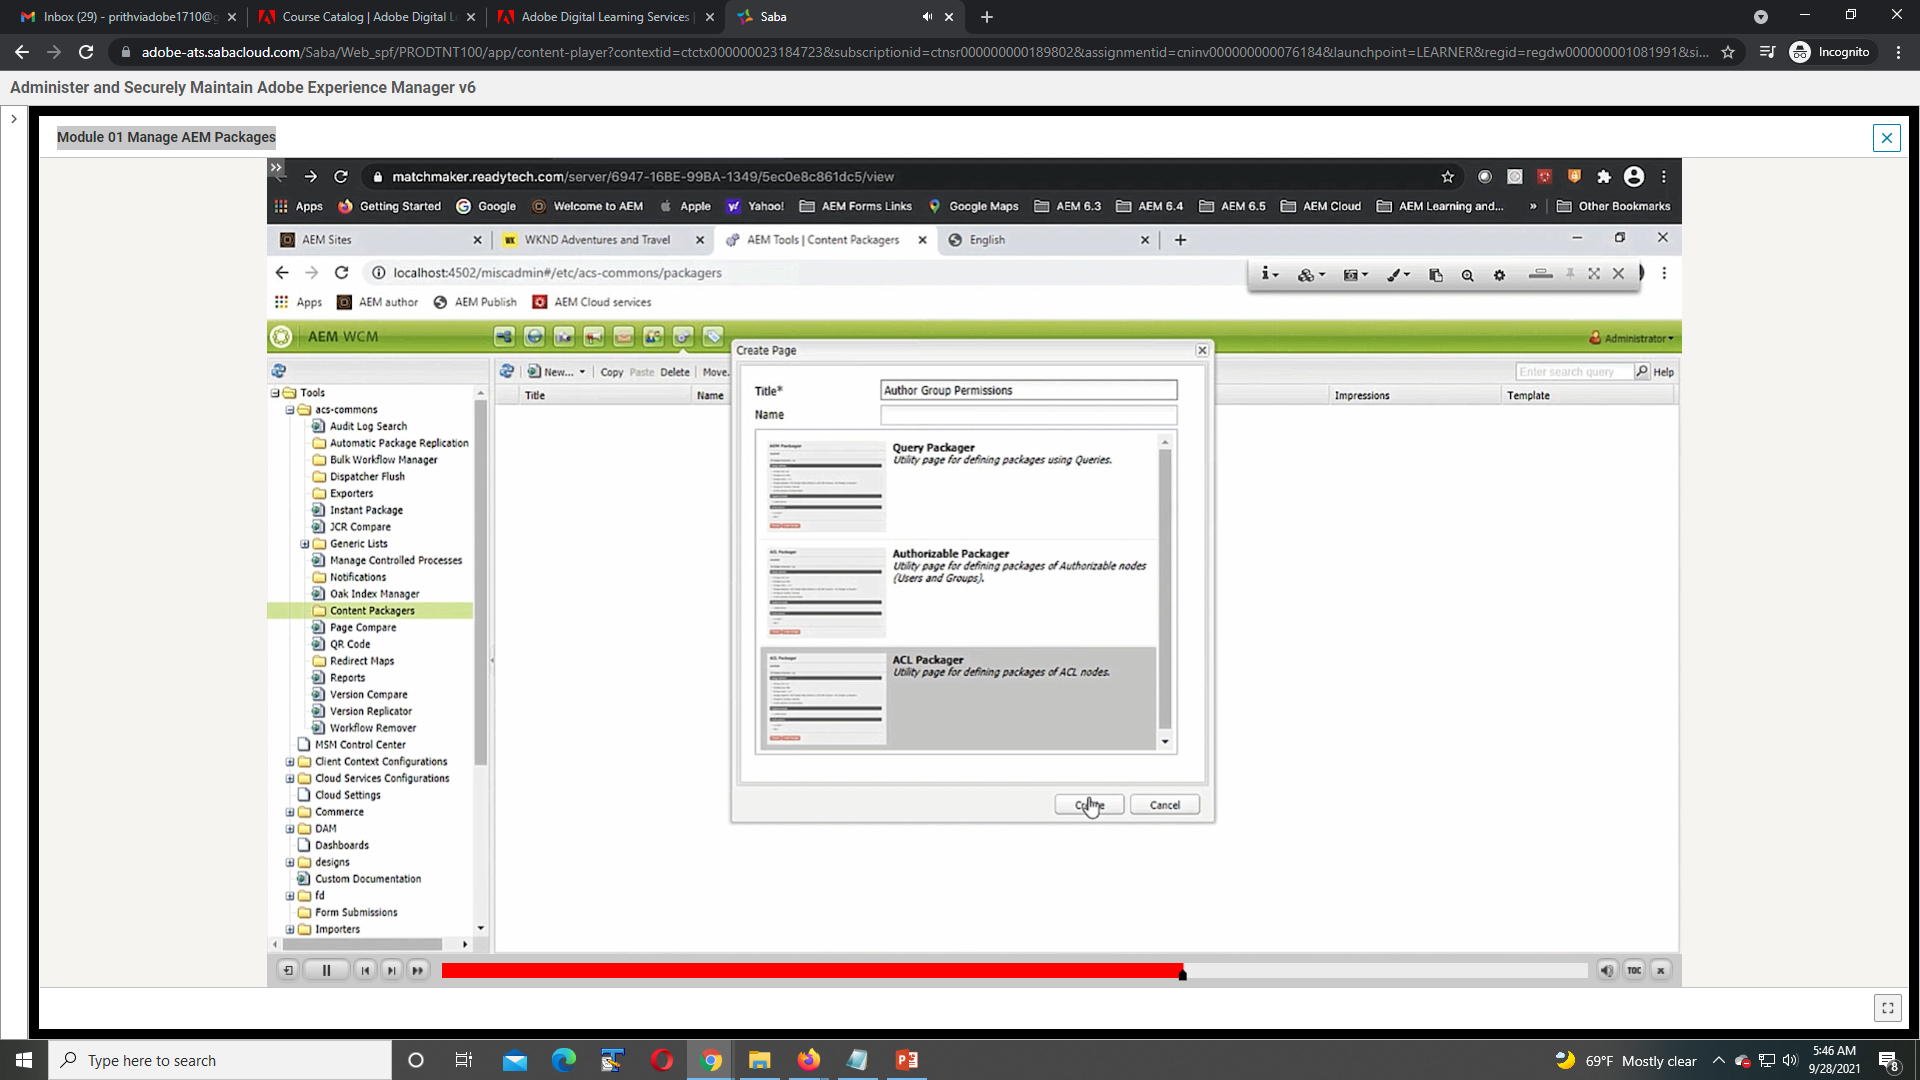 Inbox (29) - prithviadobe1710@g
Course Catalog | Adobe Digital L
Adobe Digital Learning Services
Saba
adobe-ats.sabacloud.com/Saba/Web_spf/PRODTNT100/app/content-player?contextid=ctctx000000023184723&subscriptionid=ctnsr0000000000189802&assignmentid=cninv000000000076184&launchpoint=LEARNER&regid=regdw000000001081991&si...
Incognito
Administer and Securely Maintain Adobe Experience Manager v6
Module 01 Manage AEM Packages
matchmaker.readytech.com/server/6947-16BE-99BA-1349/5ec0e8c861dc5/view
Apps Getting Started Google Welcome to AEM Apple Yahoo! AEM Forms Links Google Maps AEM 6.3 AEM 6.4 AEM 6.5 AEM Cloud AEM Learning and... » Other Bookmarks
AEM Sites WKND Adventures and Travel AEM Tools | Content Packagers English
localhost:4502/miscadmin#/etc/acs-commons/packagers
Apps AEM author AEM Publish AEM Cloud services
AEM WCM
Administrator
New... Copy Paste Delete Move.
Enter search query Help
Title Name Impressions Template
Tools
acs-commons
Audit Log Search
Automatic Package Replication
Bulk Workflow Manager
Dispatcher Flush
Exporters
Instant Package
JCR Compare
Generic Lists
Manage Controlled Processes
Notifications
Oak Index Manager
Content Packagers
Page Compare
QR Code
Redirect Maps
Reports
Version Compare
Version Replicator
Workflow Remover
MSM Control Center
Client Context Configurations
Cloud Services Configurations
Cloud Settings
Commerce
DAM
Dashboards
designs
Custom Documentation
fd
Form Submissions
Importers
Create Page
Title* Author Group Permissions
Name
Query Packager
Utility page for defining packages using Queries.
Authorizable Packager
Utility page for defining packages of Authorizable nodes
(Users and Groups).
ACL Packager
Utility page for defining packages of ACL nodes.
Cancel
TOC
Type here to search
69°F Mostly clear
5:46 AM
9/28/2021
8